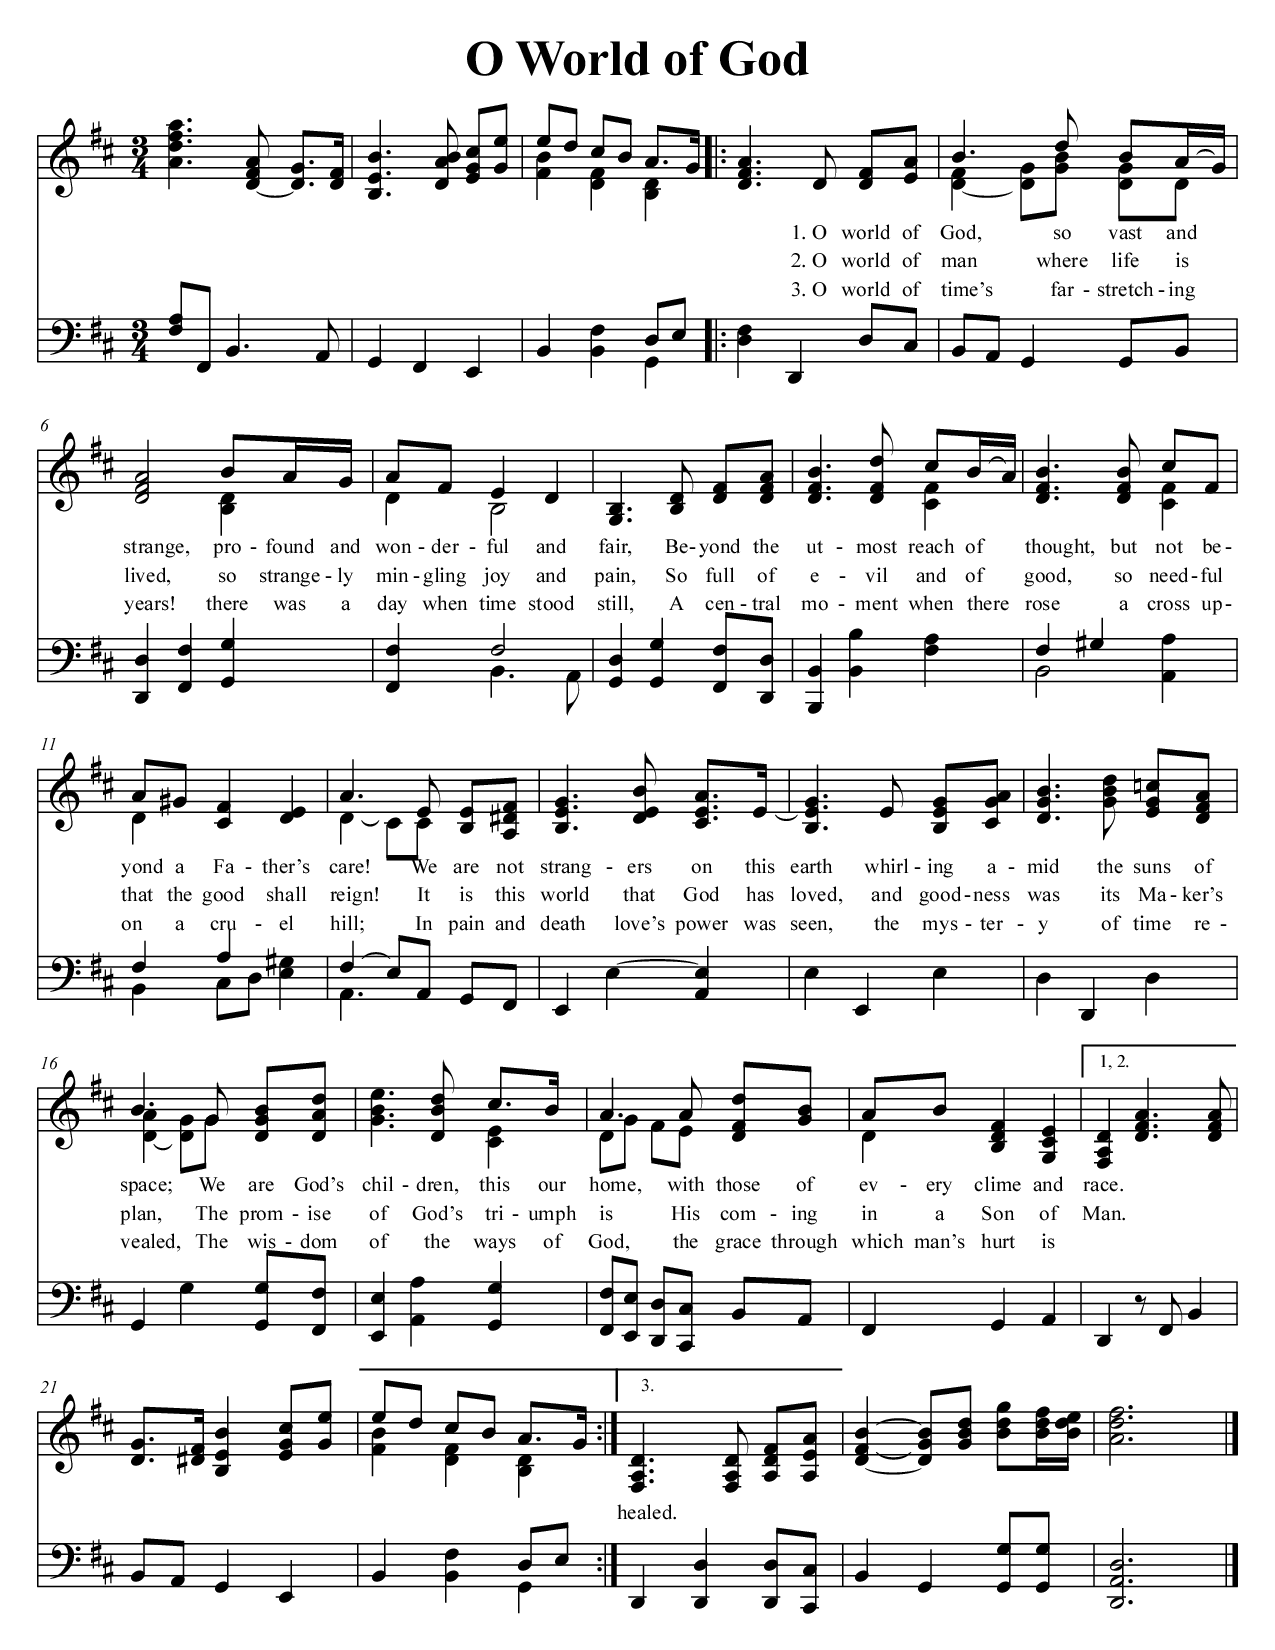 O World of God
3
4
1. O world of God, so vast and
2. O world of man where life is
3. O world of time’s far - stretch - ing
3
4
6
strange, pro - found and won - der - ful and fair, Be - yond the ut - most reach of thought, but not be -
lived, so strange - ly min - gling joy and pain, So full of e - vil and of good, so need - ful
years! there was a day when time stood still, A cen - tral mo - ment when there rose a cross up -
11
yond a Fa - ther’s care! We are not strang - ers on this earth whirl - ing a - mid the suns of
that the good shall reign! It is this world that God has loved, and good - ness was its Ma - ker’s
on a cru - el hill; In pain and death love’s power was seen, the mys - ter - y of time re -
16
1, 2.
space; We are God’s chil - dren, this our home, with those of ev - ery clime and race.
plan, The prom - ise of God’s tri - umph is His com - ing in a Son of Man.
vealed, The wis - dom of the ways of God, the grace through which man’s hurt is
21
3.
healed.